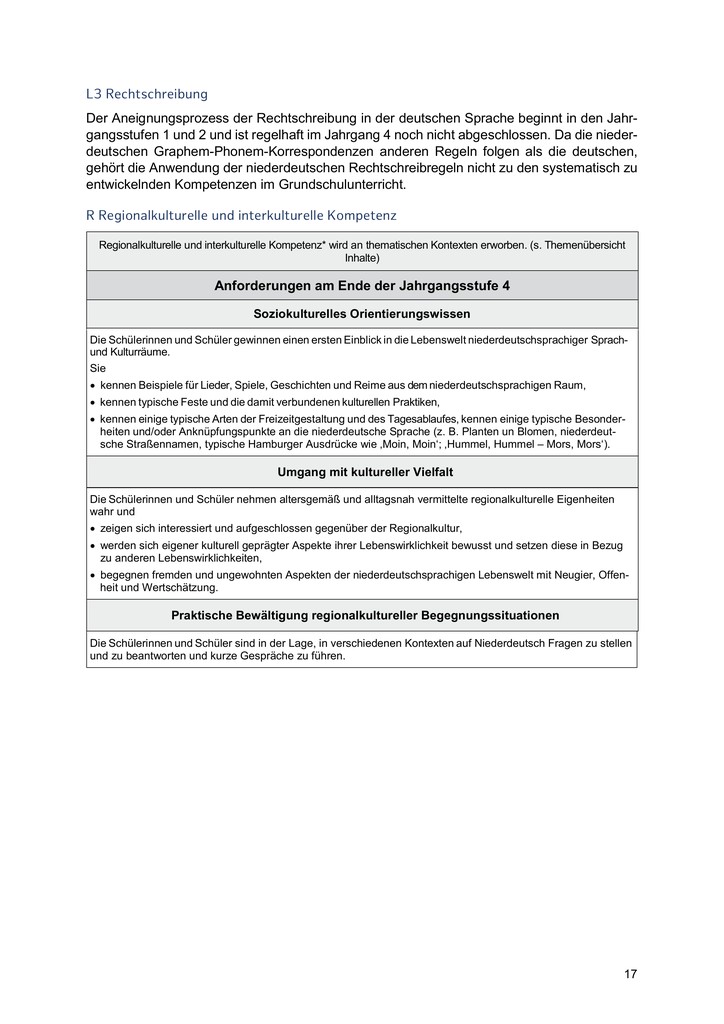 L3 Rechtschreibung
Der Aneignungsprozess der Rechtschreibung in der deutschen Sprache beginnt in den Jahr-
gangsstufen 1 und 2 und ist regelhaft im Jahrgang 4 noch nicht abgeschlossen. Da die nieder-
deutschen Graphem-Phonem-Korrespondenzen anderen Regeln folgen als die deutschen,
gehört die Anwendung der niederdeutschen Rechtschreibregeln nicht zu den systematisch zu
entwickelnden Kompetenzen im Grundschulunterricht.
R Regionalkulturelle und interkulturelle Kompetenz
Regionalkulturelle und interkulturelle Kompetenz* wird an thematischen Kontexten erworben. (s. Themenübersicht
Inhalte)
Anforderungen am Ende der Jahrgangsstufe 4
Soziokulturelles Orientierungswissen
Die Schülerinnen und Schüler gewinnen einen ersten Einblick in die Lebenswelt niederdeutschsprachiger Sprach-
und Kulturräume.
Sie
• kennen Beispiele für Lieder, Spiele, Geschichten und Reime aus dem niederdeutschsprachigen Raum,
• kennen typische Feste und die damit verbundenen kulturellen Praktiken,
• kennen einige typische Arten der Freizeitgestaltung und des Tagesablaufes, kennen einige typische Besonder-
heiten und/oder Anknüpfungspunkte an die niederdeutsche Sprache (z. B. Planten un Blomen, niederdeut-
sche Straßennamen, typische Hamburger Ausdrücke wie ‚Moin, Moin‘; ‚Hummel, Hummel – Mors, Mors‘).
Umgang mit kultureller Vielfalt
Die Schülerinnen und Schüler nehmen altersgemäß und alltagsnah vermittelte regionalkulturelle Eigenheiten
wahr und
• zeigen sich interessiert und aufgeschlossen gegenüber der Regionalkultur,
• werden sich eigener kulturell geprägter Aspekte ihrer Lebenswirklichkeit bewusst und setzen diese in Bezug
zu anderen Lebenswirklichkeiten,
• begegnen fremden und ungewohnten Aspekten der niederdeutschsprachigen Lebenswelt mit Neugier, Offen-
heit und Wertschätzung.
Praktische Bewältigung regionalkultureller Begegnungssituationen
Die Schülerinnen und Schüler sind in der Lage, in verschiedenen Kontexten auf Niederdeutsch Fragen zu stellen
und zu beantworten und kurze Gespräche zu führen.
17